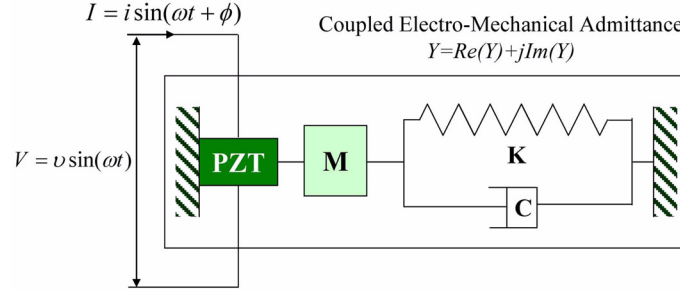 I = i sin(ωt + ϕ)
Coupled Electro-Mechanical Admittance
Y=Re(Y)+jIm(Y)
V = υ sin(ωt)
PZT
M
K
C